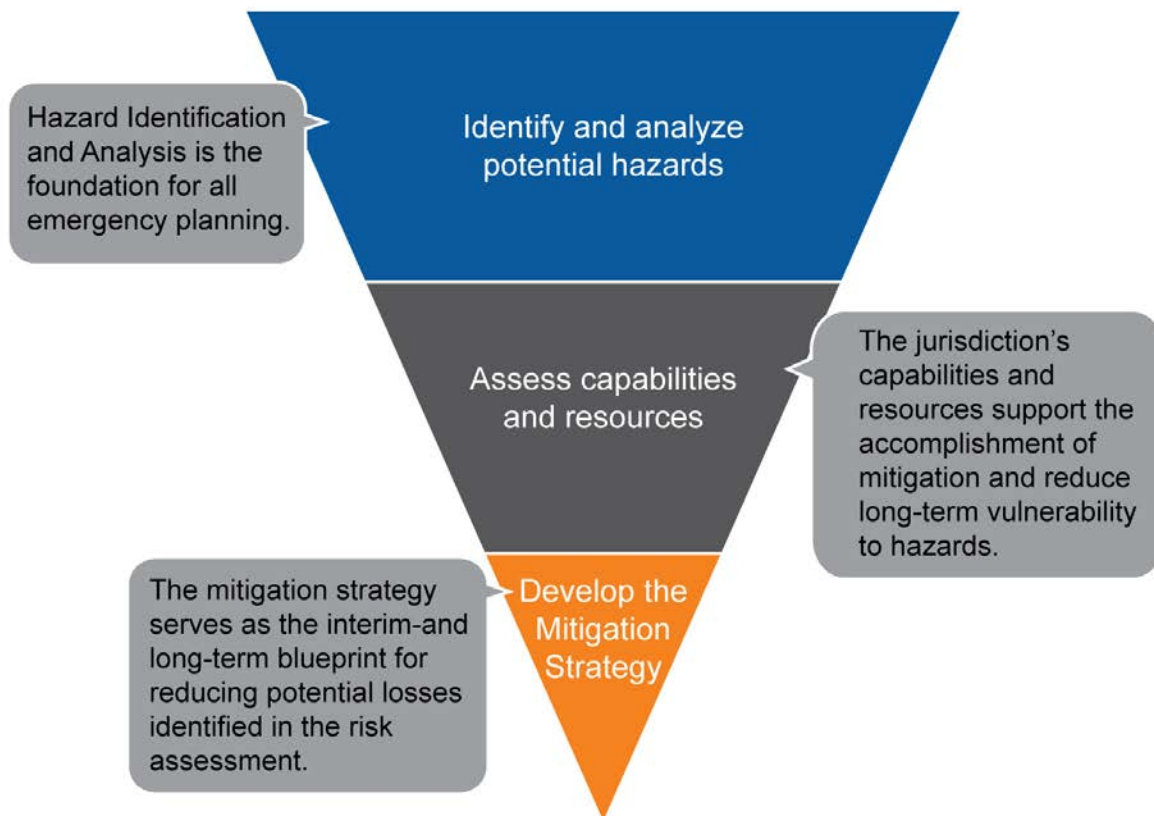 Hazard Identification
and Analysis is the
foundation for all
emergency planning.
Identify and analyze
potential hazards
Assess capabilities
and resources
The jurisdiction’s
capabilities and
resources support the
accomplishment of
mitigation and reduce
long-term vulnerability
to hazards.
The mitigation strategy
serves as the interim-and
long-term blueprint for
reducing potential losses
identified in the risk
assessment.
Develop the
Mitigation
Strategy